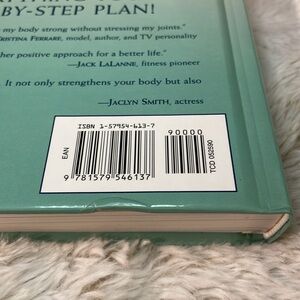 BY-STEP PLAN!
my body strong without stressing my joints."
RISTINA FERRARE, model, author, and TV personality
her positive approach for a better life."
—JACK LALANNE, fitness pioneer
It not only strengthens your body but also
—JACLYN SMITH, actress
ISBN 1-57954-613-7
90000
EAN
9 781579 546137
TCD 052590